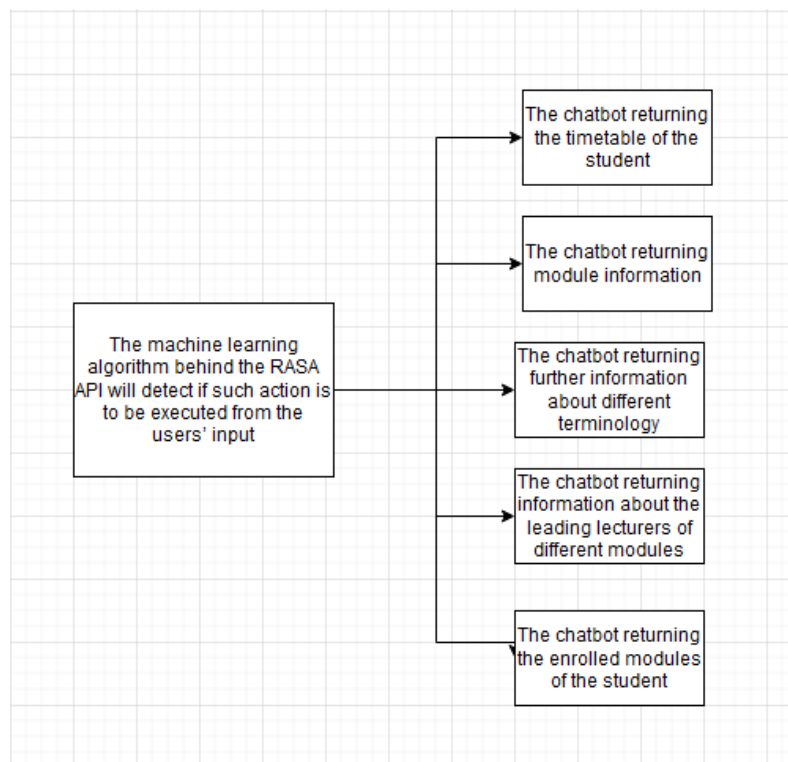 The chatbot returning
the timetable of the
student
The chatbot returning
module information
The machine learning
algorithm behind the RASA
API will detect if such action is
to be executed from the
users' input
The chatbot returning
further information
about different
terminology
The chatbot returning
information about the
leading lecturers of
different modules
The chatbot returning
the enrolled modules
of the student